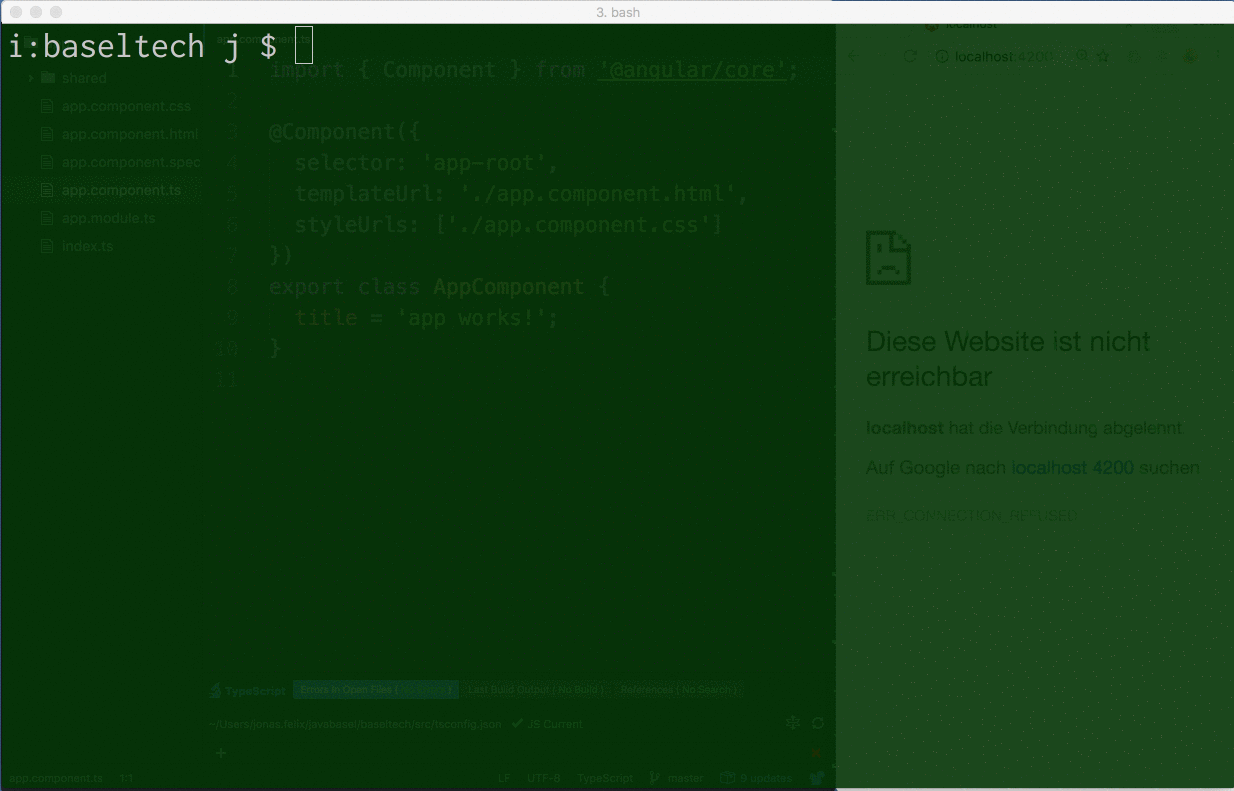 3. bash
i:baseltech j $
localhost:4200
shared
app.component.css
app.component.html
app.component.spec
app.component.ts
app.module.ts
index.ts
1 import { Component } from '@angular/core';
2
3 @Component({
4 selector: 'app-root',
5 templateUrl: './app.component.html',
6 styleUrls: ['./app.component.css']
7 })
8 export class AppComponent {
9 title = 'app works!';
10 }
11
Diese Website ist nicht
erreichbar
localhost hat die Verbindung abgelehnt.
Auf Google nach localhost 4200 suchen
ERR_CONNECTION_REFUSED
TypeScript Errors In Open Files [ Last Build Output [ No Build ] References [ No Search ]
~/Users/jonas.felix/javabasel/baseltech/src/tsconfig.json ✔ JS Current
+
app.component.ts 1:1 LF UTF-8 TypeScript master 9 updates